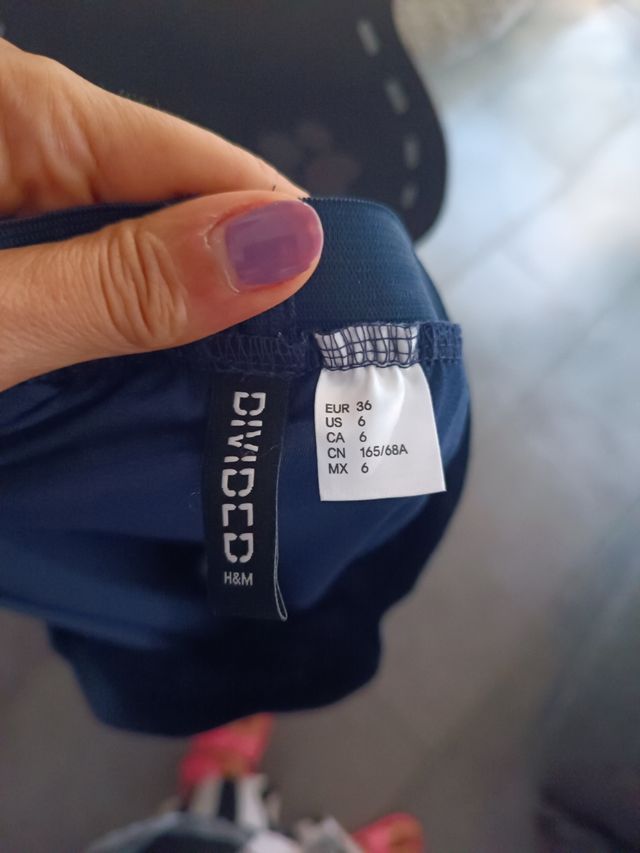 DIVIDED
H&M
EUR 36
US 6
CA 6
CN 165/68A
MX 6